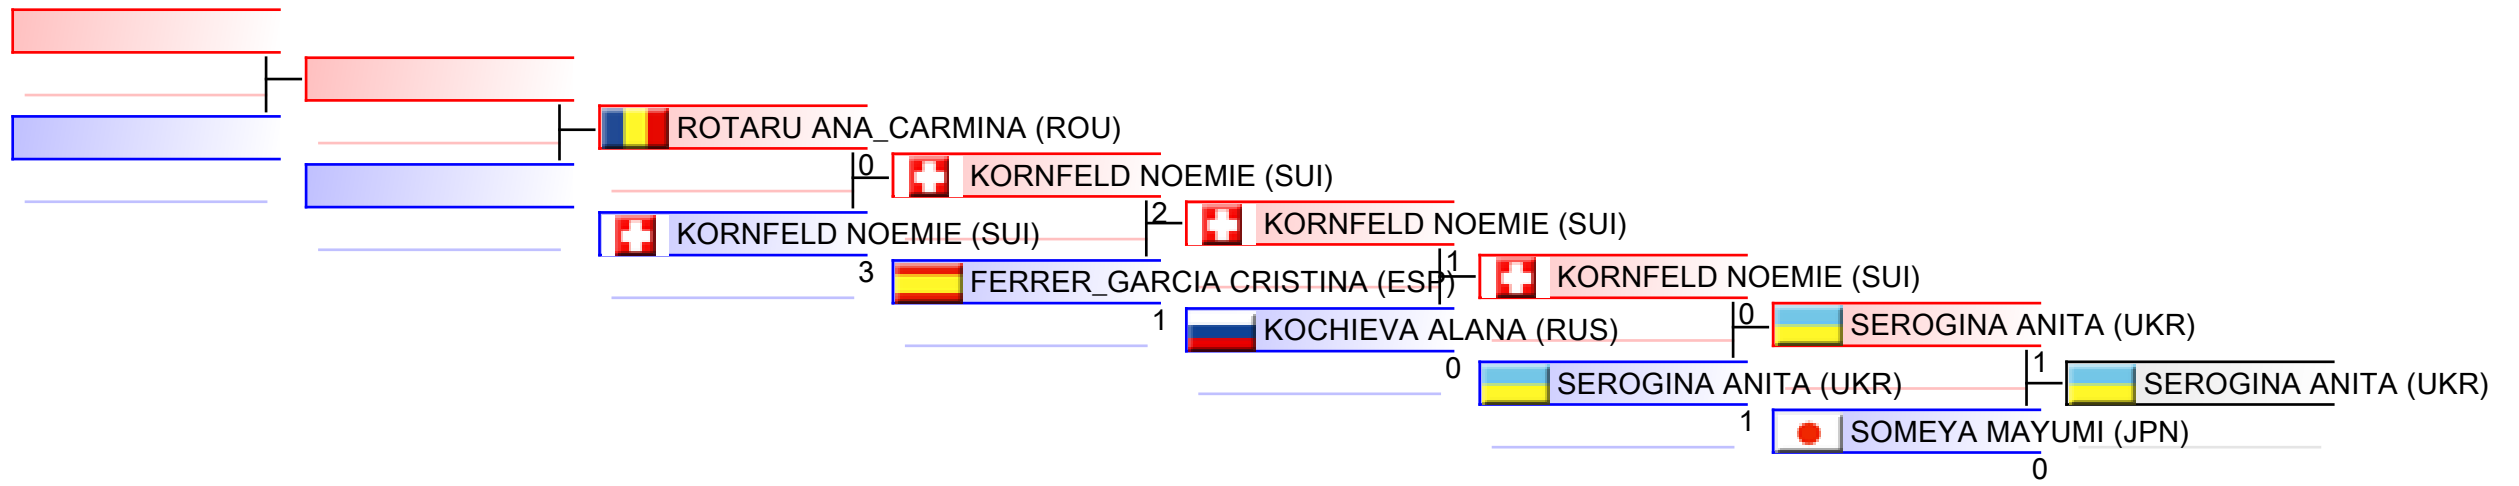 ROTARU ANA_CARMINA (ROU)
0
KORNFELD NOEMIE (SUI)
3
KORNFELD NOEMIE (SUI)
2
FERRER_GARCIA CRISTINA (ESP)
1
KORNFELD NOEMIE (SUI)
1
KOCHIEVA ALANA (RUS)
0
KORNFELD NOEMIE (SUI)
0
SEROGINA ANITA (UKR)
1
SEROGINA ANITA (UKR)
1
SOMEYA MAYUMI (JPN)
0
SEROGINA ANITA (UKR)